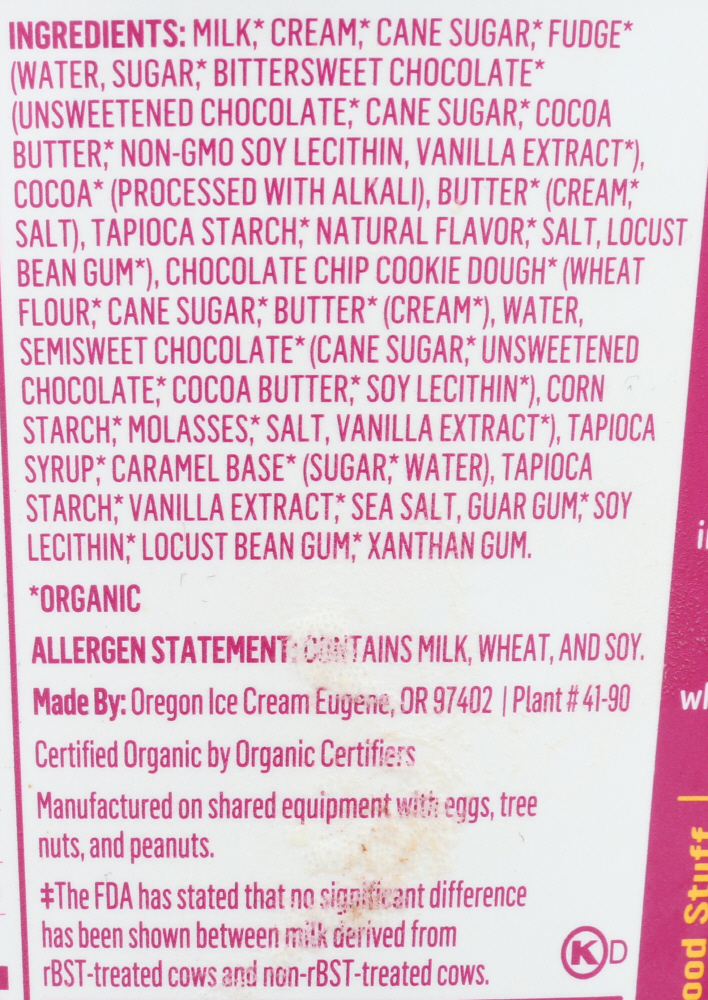 INGREDIENTS: MILK,* CREAM,* CANE SUGAR,* FUDGE*
(WATER, SUGAR,* BITTERSWEET CHOCOLATE*
(UNSWEETENED CHOCOLATE,* CANE SUGAR,* COCOA
BUTTER,* NON-GMO SOY LECITHIN, VANILLA EXTRACT*),
COCOA* (PROCESSED WITH ALKALI), BUTTER* (CREAM,*
SALT), TAPIOCA STARCH,* NATURAL FLAVOR,* SALT, LOCUST
BEAN GUM*), CHOCOLATE CHIP COOKIE DOUGH* (WHEAT
FLOUR,* CANE SUGAR,* BUTTER* (CREAM*), WATER,
SEMISWEET CHOCOLATE* (CANE SUGAR,* UNSWEETENED
CHOCOLATE,* COCOA BUTTER,* SOY LECITHIN*), CORN
STARCH,* MOLASSES,* SALT, VANILLA EXTRACT*), TAPIOCA
SYRUP,* CARAMEL BASE* (SUGAR,* WATER), TAPIOCA
STARCH,* VANILLA EXTRACT,* SEA SALT, GUAR GUM,* SOY
LECITHIN,* LOCUST BEAN GUM,* XANTHAN GUM.
*ORGANIC
ALLERGEN STATEMENT: CONTAINS MILK, WHEAT, AND SOY.
Made By: Oregon Ice Cream Eugene, OR 97402 | Plant # 41-90
Certified Organic by Organic Certifiers
Manufactured on shared equipment with eggs, tree
nuts, and peanuts.
‡The FDA has stated that no significant difference
has been shown between milk derived from
rBST-treated cows and non-rBST-treated cows.
K D
ood Stuff |